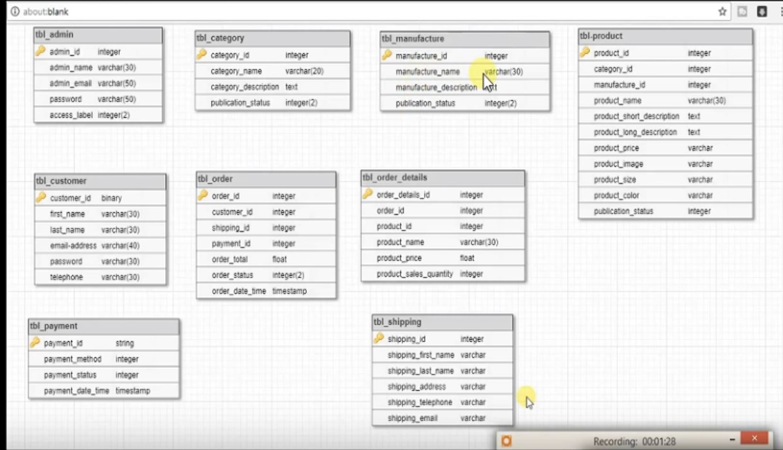 about:blank
tbl_admin
admin_id integer
admin_name varchar(30)
admin_email varchar(50)
password varchar(50)
access_label integer(2)
tbl_category
category_id integer
category_name varchar(20)
category_description text
publication_status integer(2)
tbl_manufacture
manufacture_id integer
manufacture_name varchar(30)
manufacture_description
publication_status integer(2)
tbl-product
product_id integer
category_id integer
manufacture_id integer
product_name varchar(30)
product_short_description text
product_long_description text
product_price varchar
product_image varchar
product_size varchar
product_color varchar
publication_status integer
tbl_customer
customer_id binary
first_name varchar(30)
last_name varchar(30)
email-address varchar(40)
password varchar(30)
telephone varchar(30)
tbl_order
order_id integer
customer_id integer
shipping_id integer
payment_id integer
order_total float
order_status integer(2)
order_date_time timestamp
tbl_order_details
order_details_id integer
order_id integer
product_id integer
product_name varchar(30)
product_price float
product_sales_quantity integer
tbl_payment
payment_id string
payment_method integer
payment_status integer
payment_date_time timestamp
tbl_shipping
shipping_id integer
shipping_first_name varchar
shipping_last_name varchar
shipping_address varchar
shipping_telephone varchar
shipping_email varchar
Recording: 00:01:28